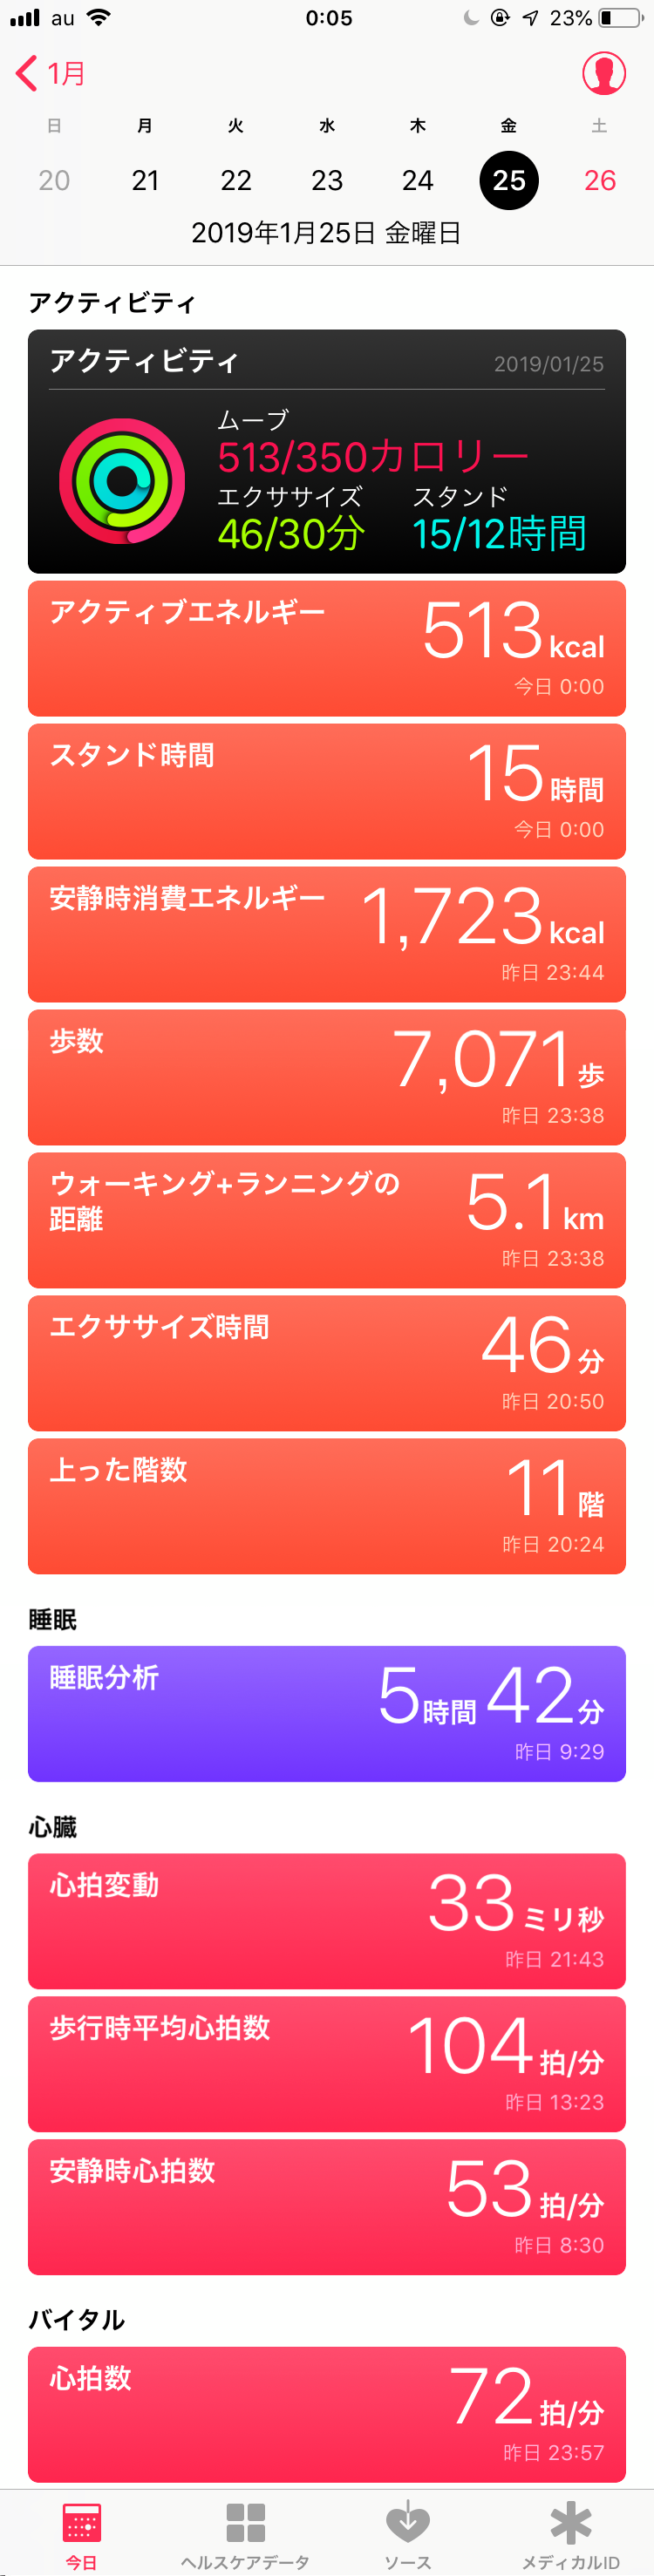 au 0:05 23%
1月
日 月 火 水 木 金 土
20 21 22 23 24 25 26
2019年1月25日 金曜日
アクティビティ
アクティビティ 2019/01/25
ムーブ
513/350カロリー
エクササイズ スタンド
46/30分 15/12時間
アクティブエネルギー 513 kcal
今日 0:00
スタンド時間 15 時間
今日 0:00
安静時消費エネルギー 1,723 kcal
昨日 23:44
歩数 7,071 歩
昨日 23:38
ウォーキング+ランニングの
距離 5.1 km
昨日 23:38
エクササイズ時間 46 分
昨日 20:50
上った階数 11 階
昨日 20:24
睡眠
睡眠分析 5時間 42分
昨日 9:29
心臓
心拍変動 33 ミリ秒
昨日 21:43
歩行時平均心拍数 104 拍/分
昨日 13:23
安静時心拍数 53 拍/分
昨日 8:30
バイタル
心拍数 72 拍/分
昨日 23:57
今日 ヘルスケアデータ ソース メディカルID